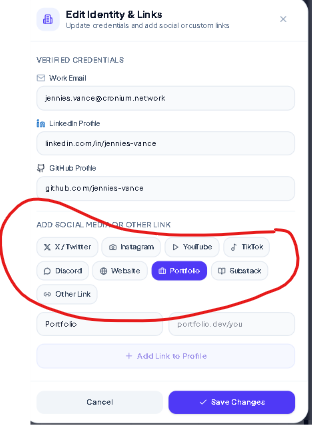 Edit Identity & Links
Update credentials and add social or custom links
VERIFIED CREDENTIALS
Work Email
jennies.vance@cronium.network
LinkedIn Profile
linkedin.com/in/jennies-vance
GitHub Profile
github.com/jennies-vance
ADD SOCIAL MEDIA OR OTHER LINK
X / Twitter Instagram YouTube TikTok
Discord Website Portfolio Substack
Other Link
Portfolio portfolio.dev/you
+ Add Link to Profile
Cancel Save Changes